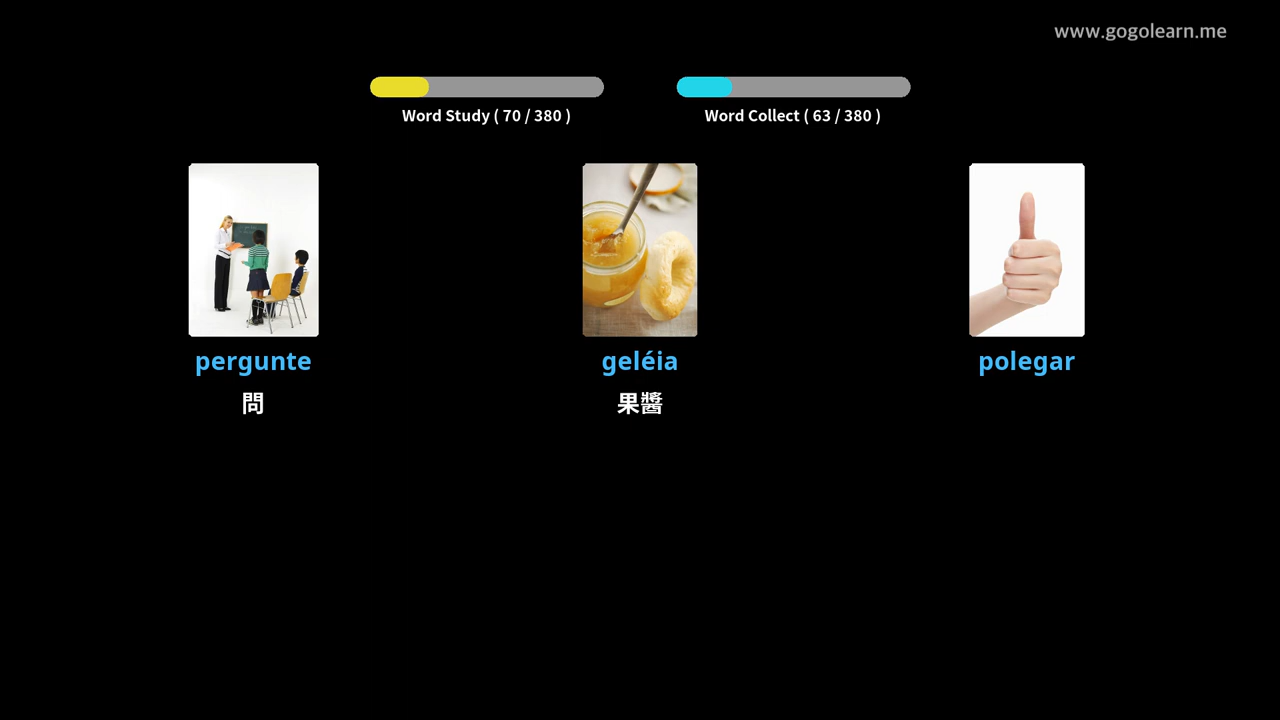 www.gogolearn.me
Word Study ( 70 / 380 )
Word Collect ( 63 / 380 )
pergunte
geléia
polegar
問
果醬